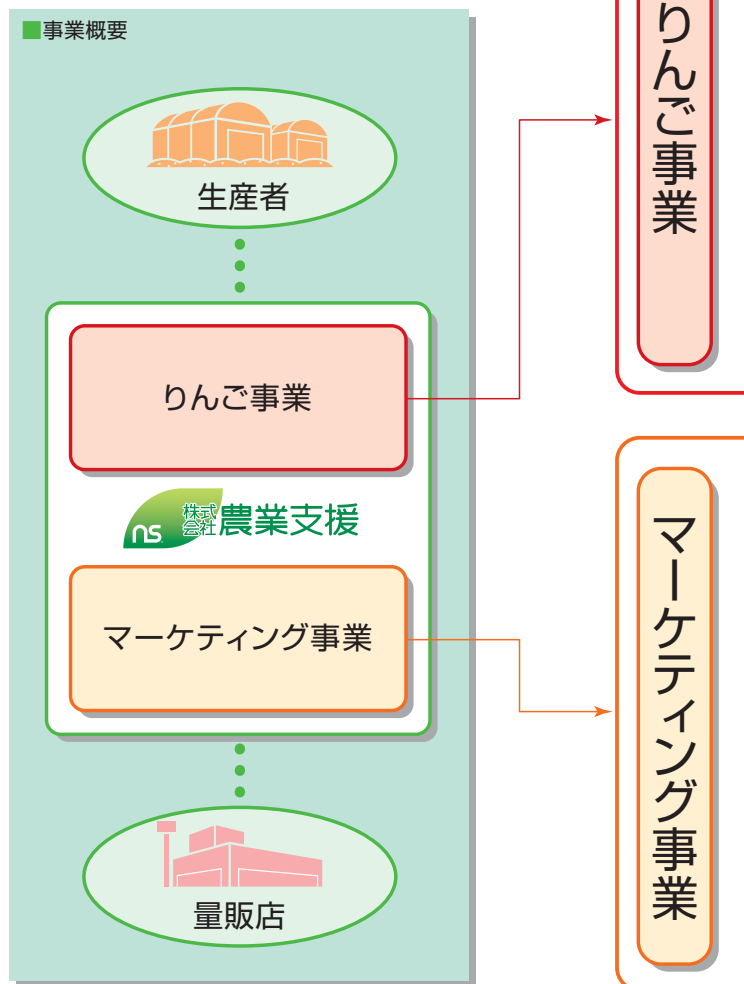 ■事業概要
生産者
りんご事業
ns 株式会社農業支援
マーケティング事業
量販店
りんご事業
マーケティング事業